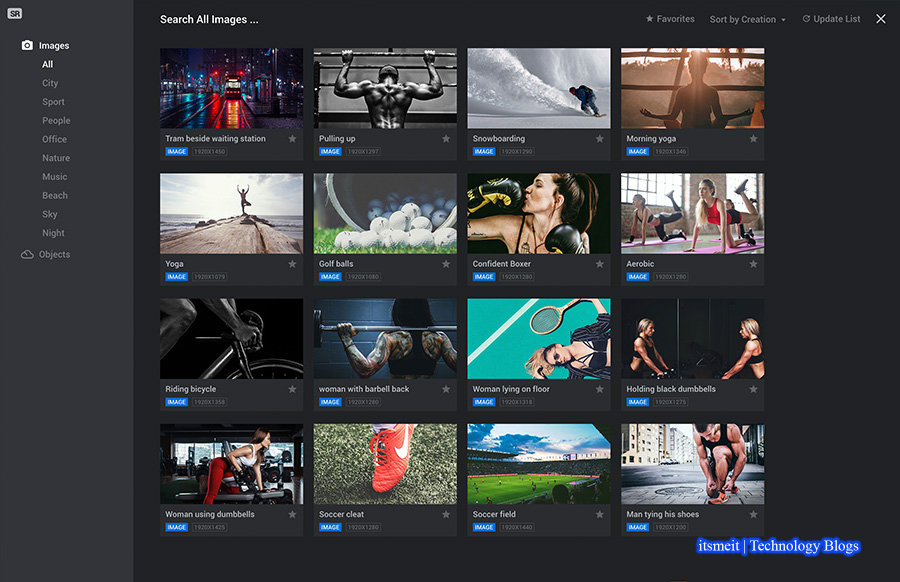 SR
Search All Images ...
Favorites
Sort by Creation
Update List
Images
All
City
Sport
People
Office
Nature
Music
Beach
Sky
Night
Objects
Tram beside waiting station
IMAGE 1920X1450
Pulling up
IMAGE 1920X1297
Snowboarding
IMAGE 1920X1290
Morning yoga
IMAGE 1920X1346
Yoga
IMAGE 1920X1079
Golf balls
IMAGE 1920X1080
Confident Boxer
IMAGE 1920X1280
Aerobic
IMAGE 1920X1280
Riding bicycle
IMAGE 1920X1358
woman with barbell back
IMAGE 1920X1280
Woman lying on floor
IMAGE 1920X1318
Holding black dumbbells
IMAGE 1920X1275
Woman using dumbbells
IMAGE 1920X1425
Soccer cleat
IMAGE 1920X1280
Soccer field
IMAGE 1920X1440
Man tying his shoes
IMAGE 1920X1200
itsmeit | Technology Blogs